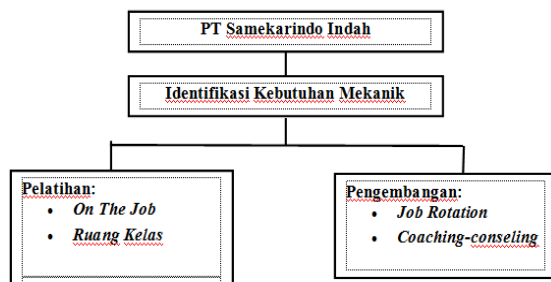 PT Samekarindo Indah
Identifikasi Kebutuhan Mekanik
Pelatihan:
• On The Job
• Ruang Kelas
Pengembangan:
• Job Rotation
• Coaching-conseling